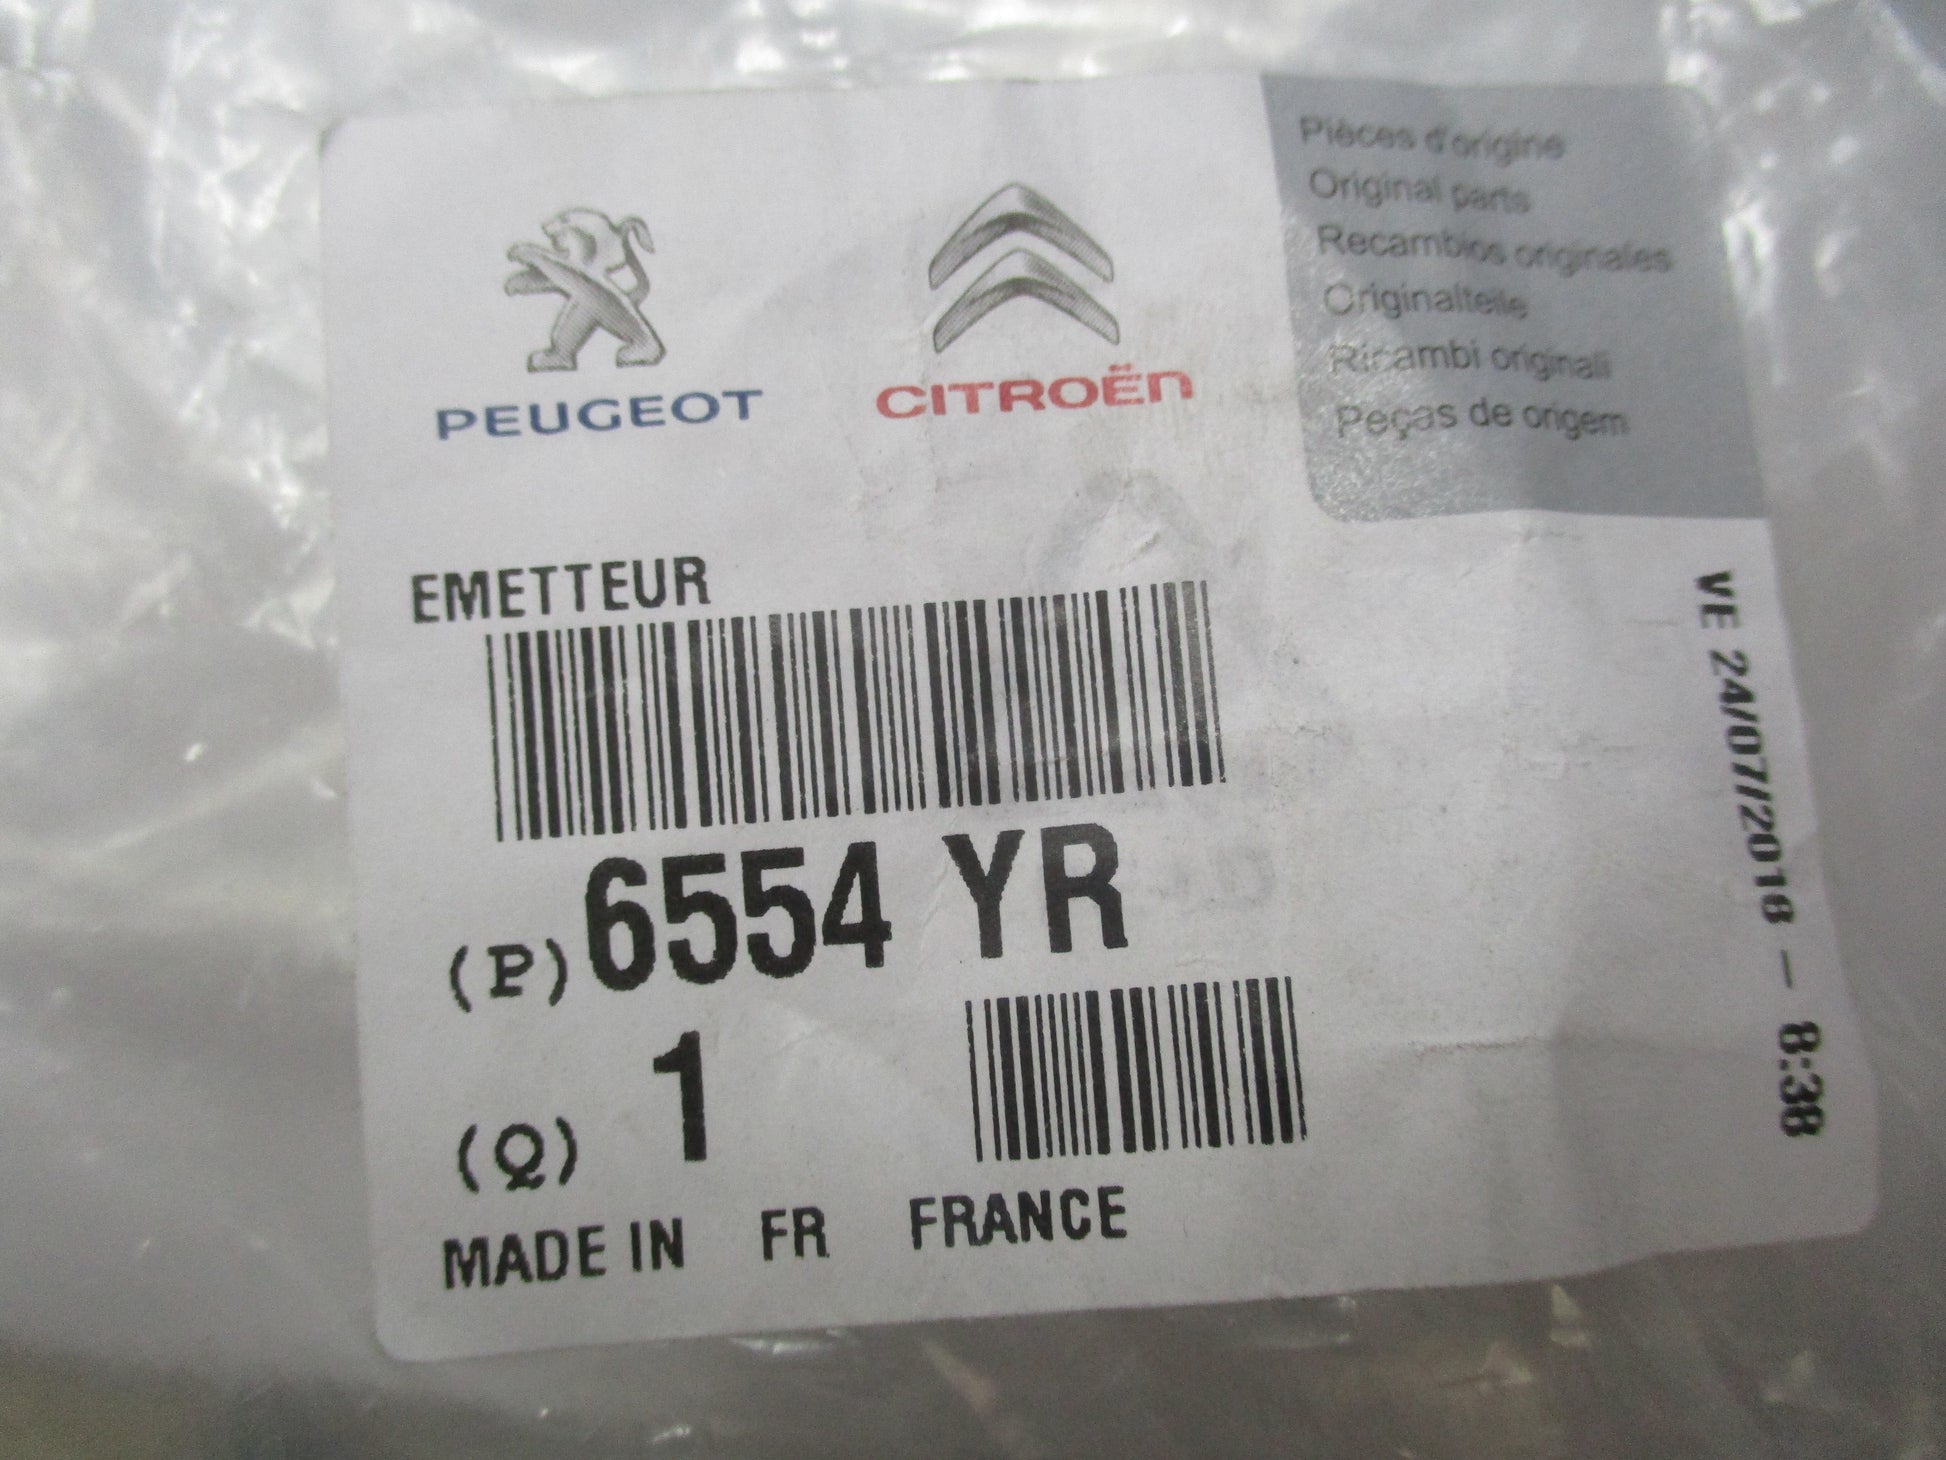 PEUGEOT
CITROËN
Pièces d'origine
Original parts
Recambios originales
Originalteile
Ricambi originali
Peças de origem
EMETTEUR
(P) 6554 YR
(Q) 1
MADE IN FR FRANCE
VE 24/07/2018 - 8:38